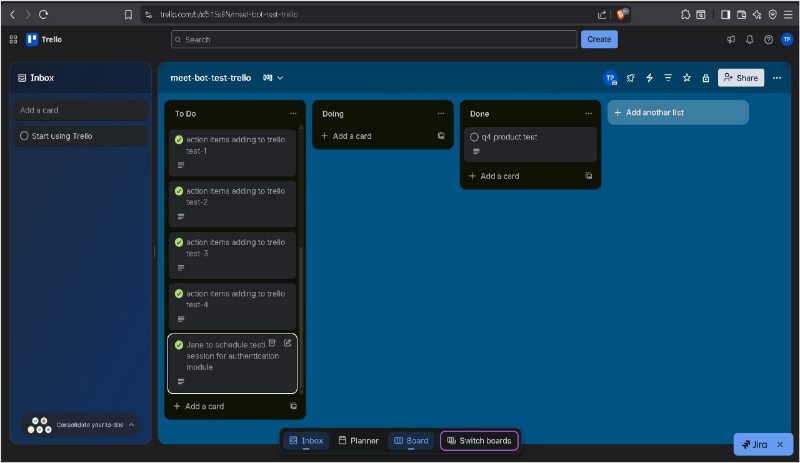 trello.com/b/
/meet-bot-test-trello
Trello
Search
Create
TP
Inbox
Add a card
Start using Trello
Consolidate your to-dos
meet-bot-test-trello
TP
Share
To Do
action items adding to trello
test-1
action items adding to trello
test-2
action items adding to trello
test-3
action items adding to trello
test-4
Jane to schedule testi
session for authentication
module
+ Add a card
Doing
+ Add a card
Done
q4 product test
+ Add a card
+ Add another list
Inbox
Planner
Board
Switch boards
Jira